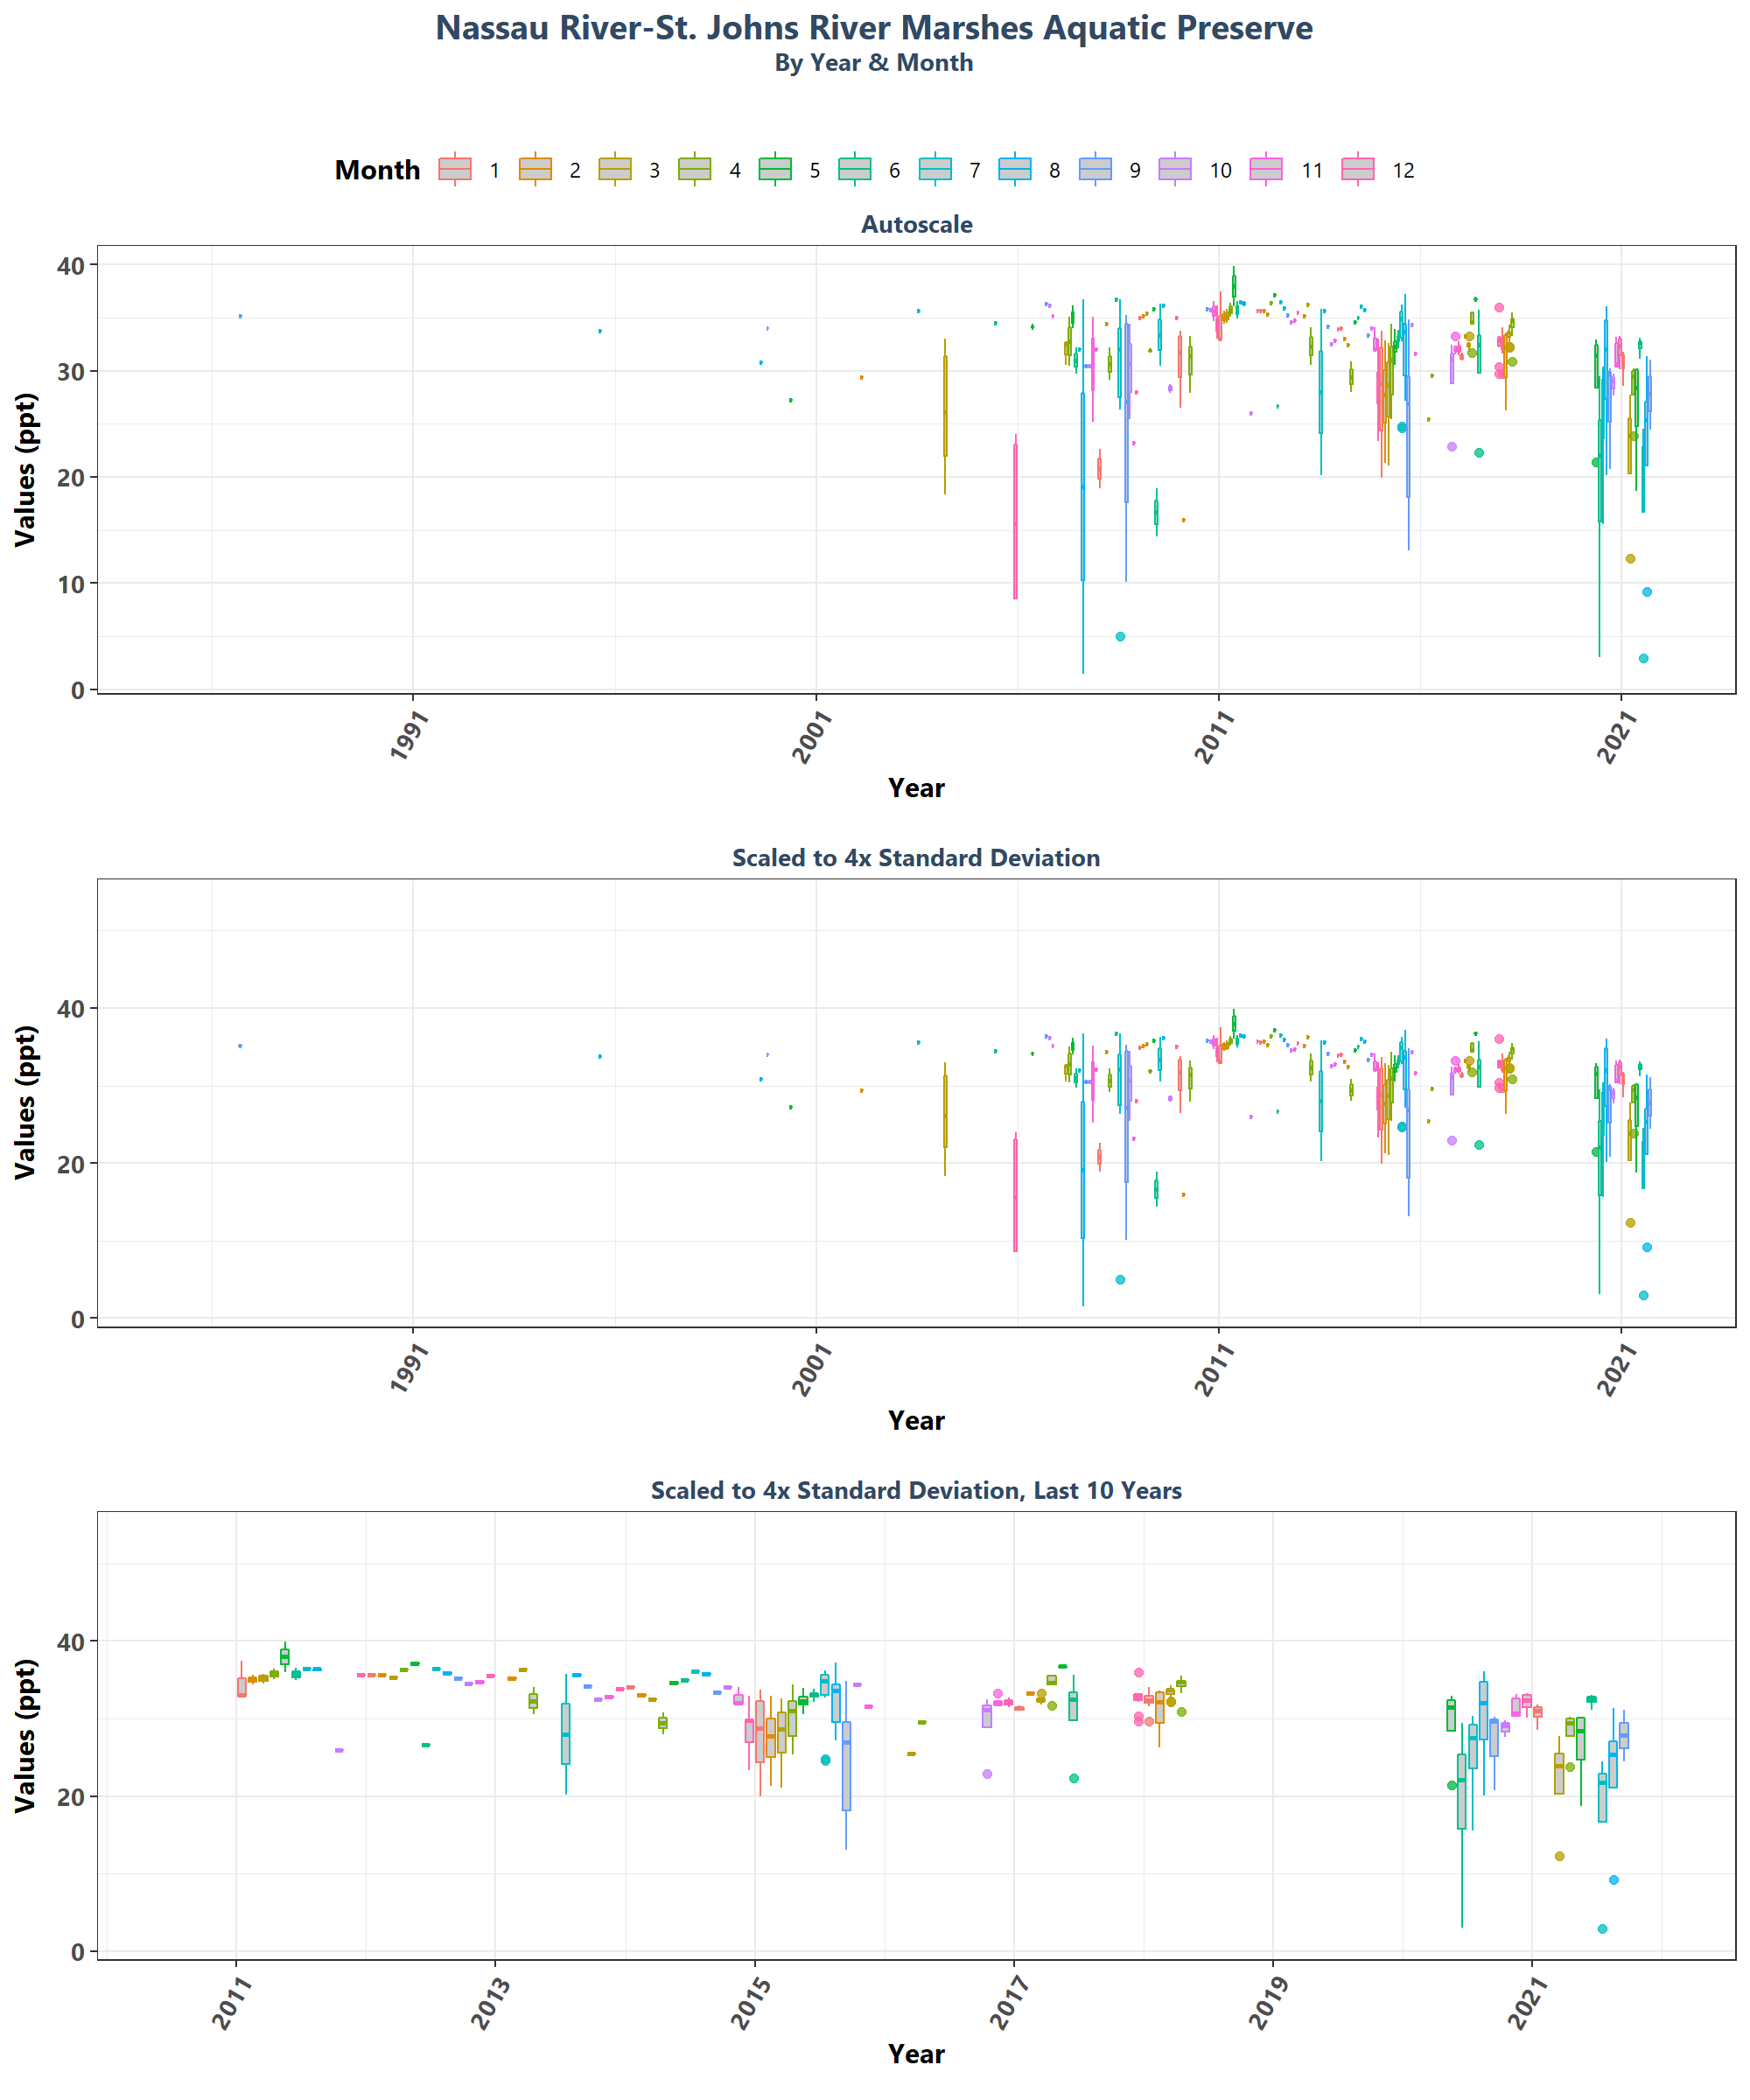 Nassau River-St. Johns River Marshes Aquatic Preserve
By Year & Month
Month 1 2 3 4 5 6 7 8 9 10 11 12
Autoscale
Values (ppt)
40
30
20
10
0
1991 2001 2011 2021
Year
Scaled to 4x Standard Deviation
Values (ppt)
40
20
0
1991 2001 2011 2021
Year
Scaled to 4x Standard Deviation, Last 10 Years
Values (ppt)
40
20
0
2011 2013 2015 2017 2019 2021
Year